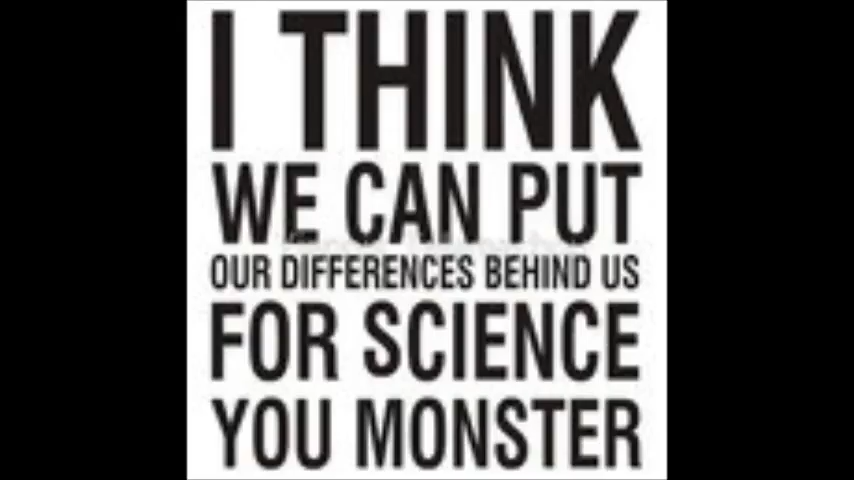 I THINK
WE CAN PUT
OUR DIFFERENCES BEHIND US
FOR SCIENCE
YOU MONSTER